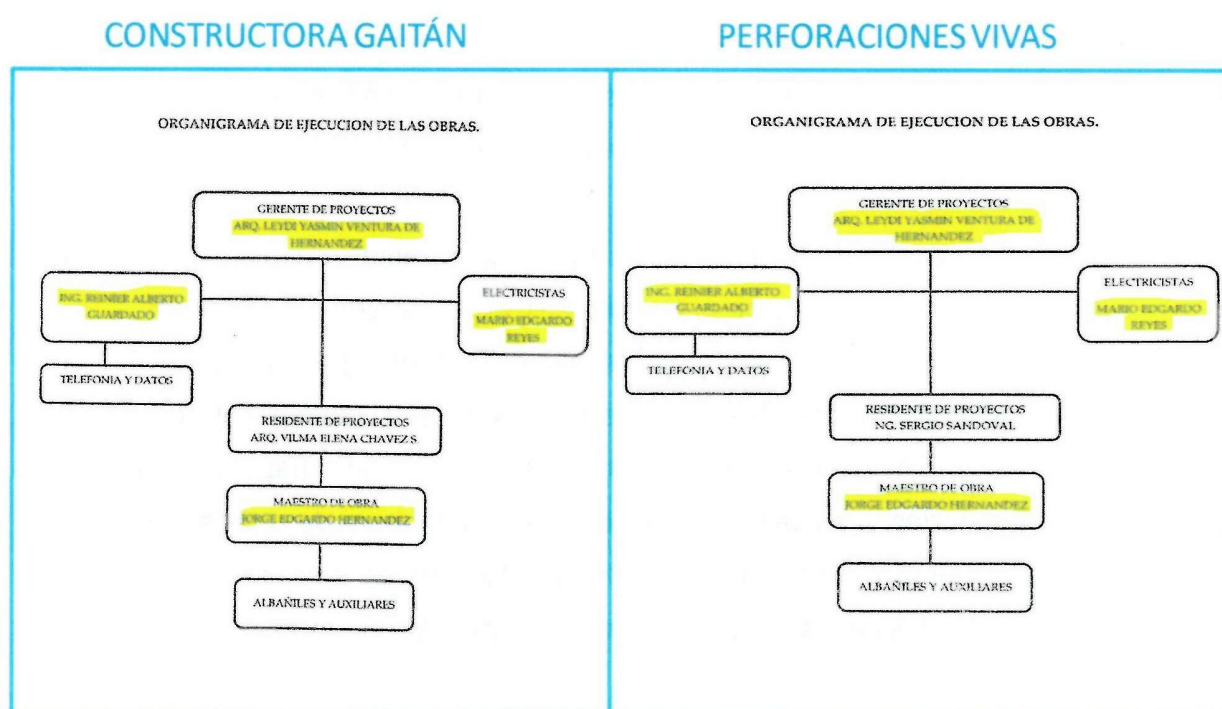 CONSTRUCTORA GAITÁN
ORGANIGRAMA DE EJECUCION DE LAS OBRAS.
GERENTE DE PROYECTOS
ARQ. LEYDI YASMIN VENTURA DE
HERNANDEZ
ING. REINIER ALBERTO
GUARDADO
ELECTRICISTAS
MARIO EDGARDO
REYES
TELEFONIA Y DATOS
RESIDENTE DE PROYECTOS
ARQ. VILMA ELENA CHAVEZ S.
MAESTRO DE OBRA
JORGE EDGARDO HERNANDEZ
ALBAÑILES Y AUXILIARES
PERFORACIONES VIVAS
ORGANIGRAMA DE EJECUCION DE LAS OBRAS.
GERENTE DE PROYECTOS
ARQ. LEYDI YASMIN VENTURA DE
HERNANDEZ
ING. REINIER ALBERTO
GUARDADO
ELECTRICISTAS
MARIO EDGARDO
REYES
TELEFONIA Y DATOS
RESIDENTE DE PROYECTOS
NG. SERGIO SANDOVAL
MAESTRO DE OBRA
JORGE EDGARDO HERNANDEZ
ALBAÑILES Y AUXILIARES